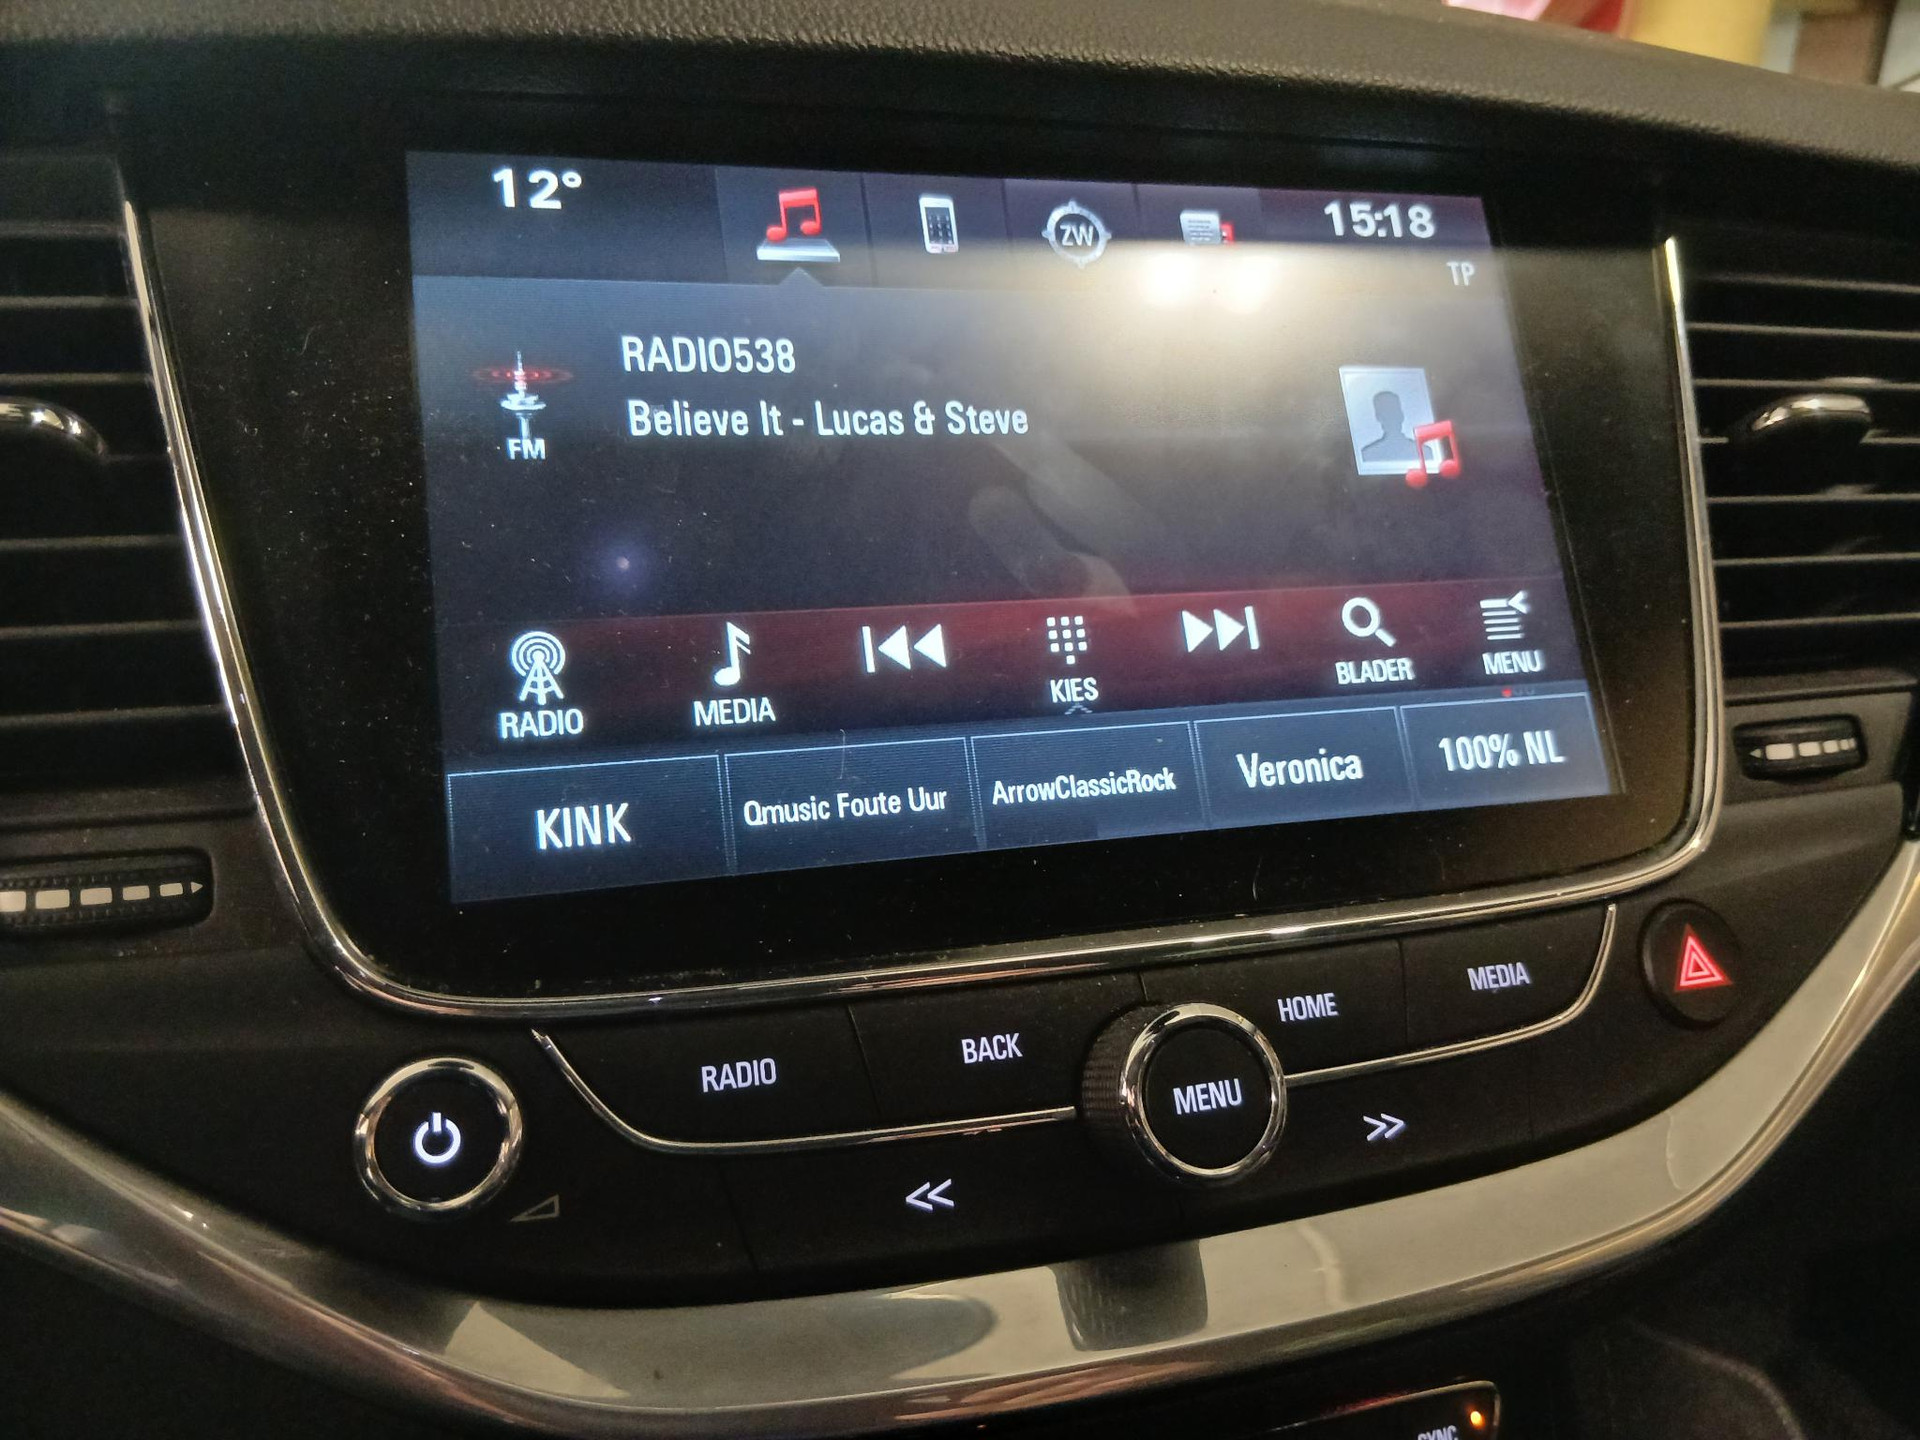 12°
ZW
15:18
TP
RADIO538
FM
Believe It - Lucas & Steve
RADIO
MEDIA
KIES
BLADER
MENU
KINK
Qmusic Foute Uur
ArrowClassicRock
Veronica
100% NL
RADIO
BACK
MENU
HOME
MEDIA
SYNC